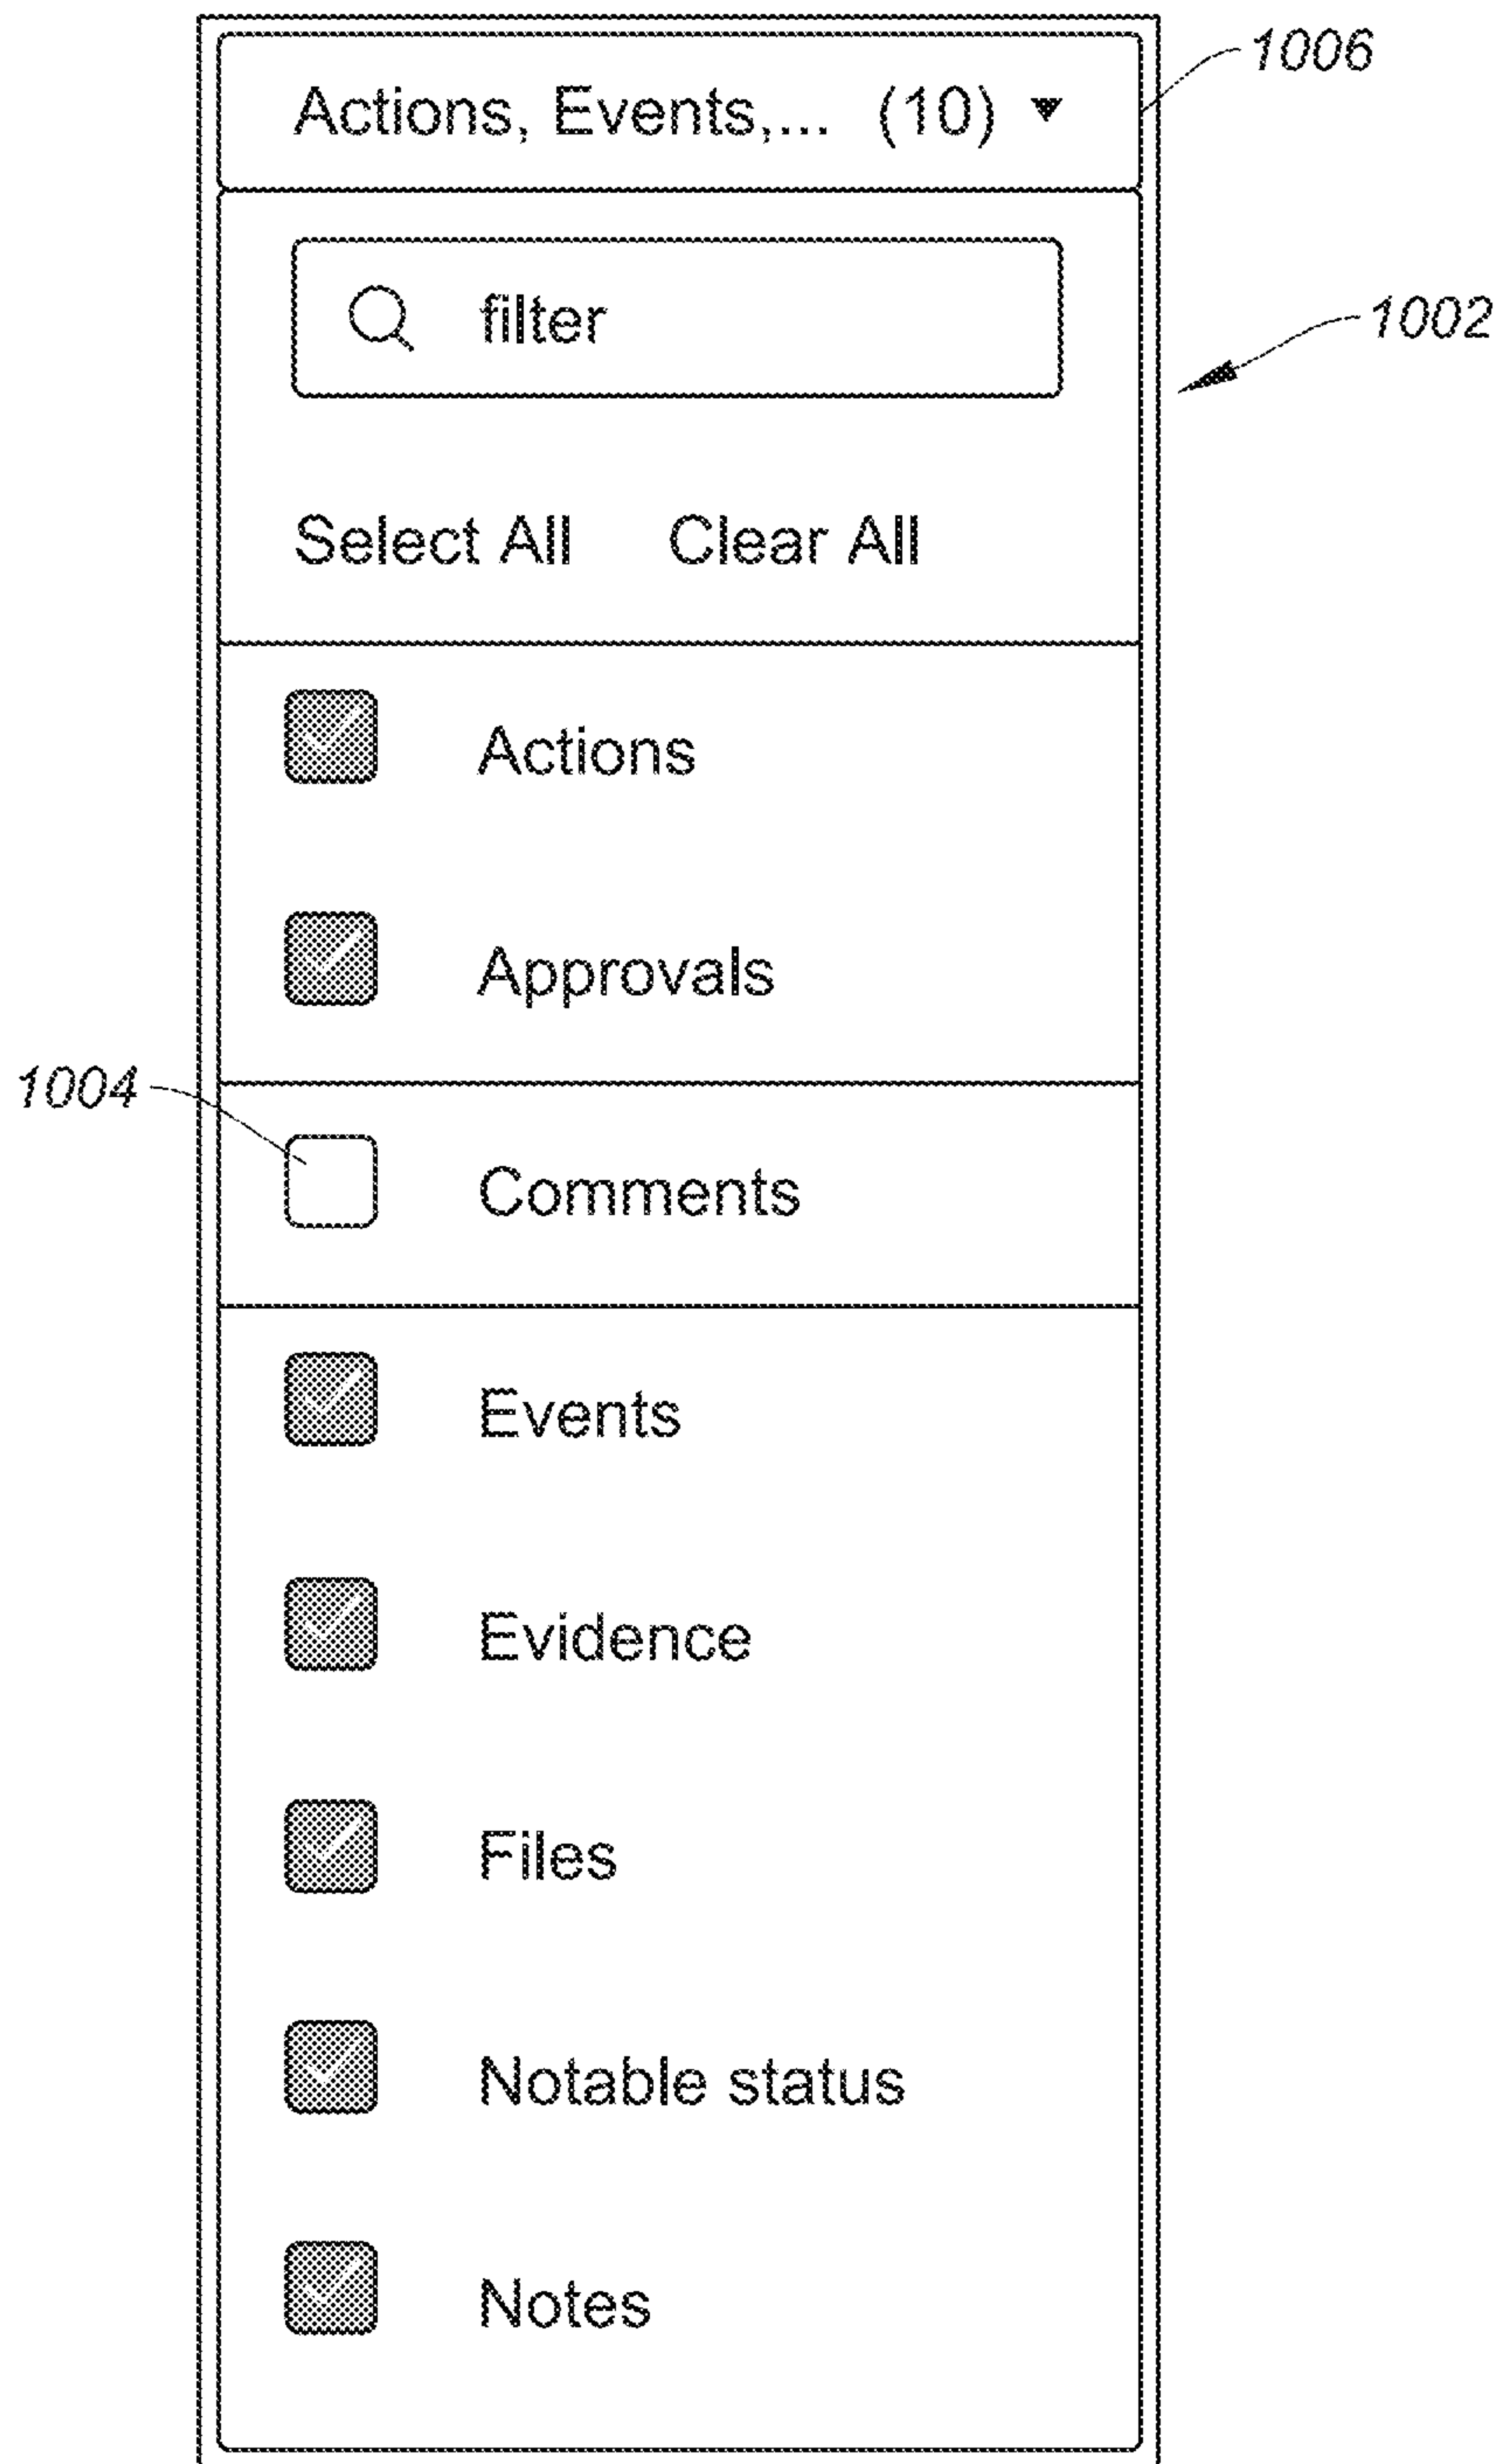 1006
Actions, Events,... (10)
filter
1002
Select All Clear All
Actions
Approvals
1004
Comments
Events
Evidence
Files
Notable status
Notes